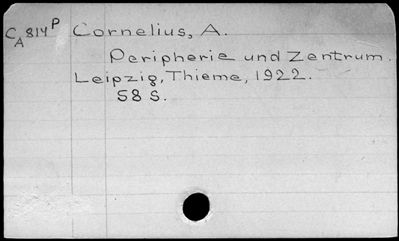 C A 814 P Cornelius, A.
Peripherie und Zentrum.
Leipzig, Thieme, 1922.
58 S.